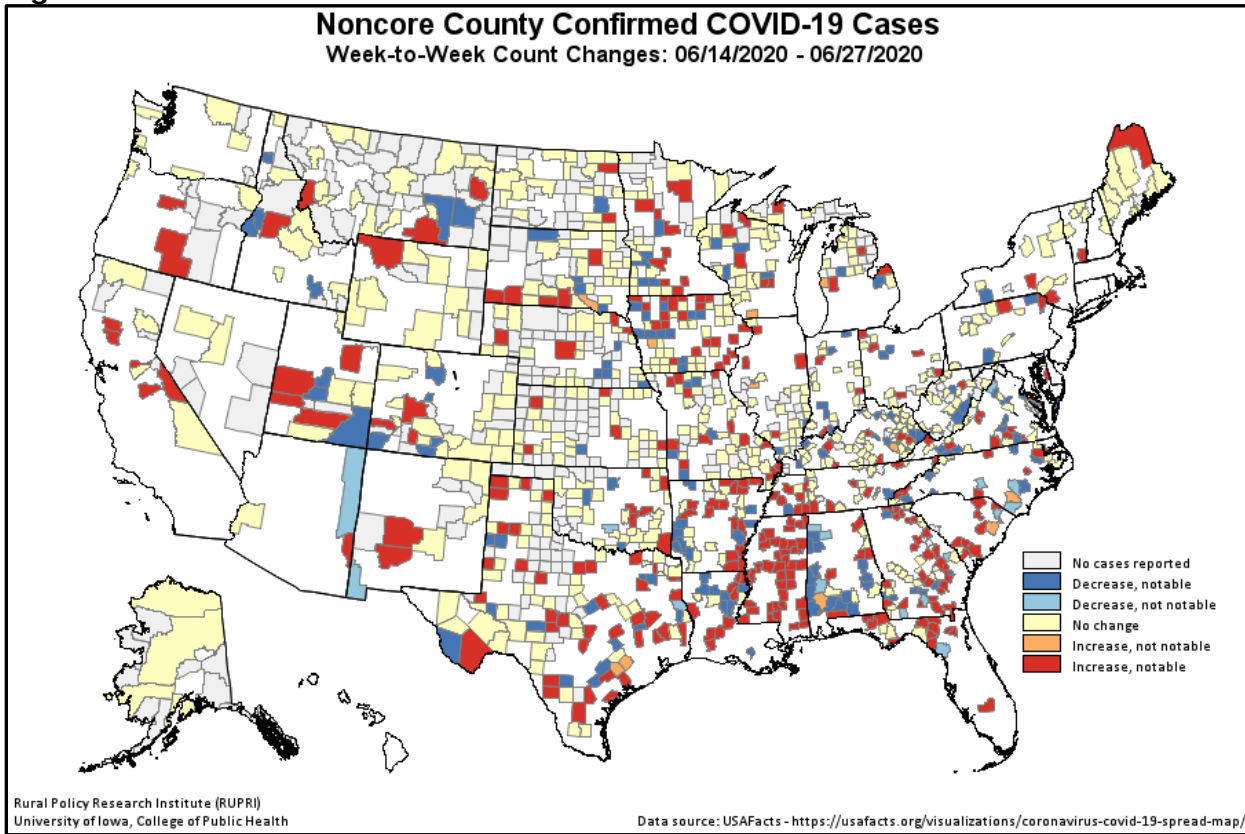 Noncore County Confirmed COVID-19 Cases
Week-to-Week Count Changes: 06/14/2020 - 06/27/2020
No cases reported
Decrease, notable
Decrease, not notable
No change
Increase, not notable
Increase, notable
Rural Policy Research Institute (RUPRI)
University of Iowa, College of Public Health
Data source: USAFacts - https://usafacts.org/visualizations/coronavirus-covid-19-spread-map/